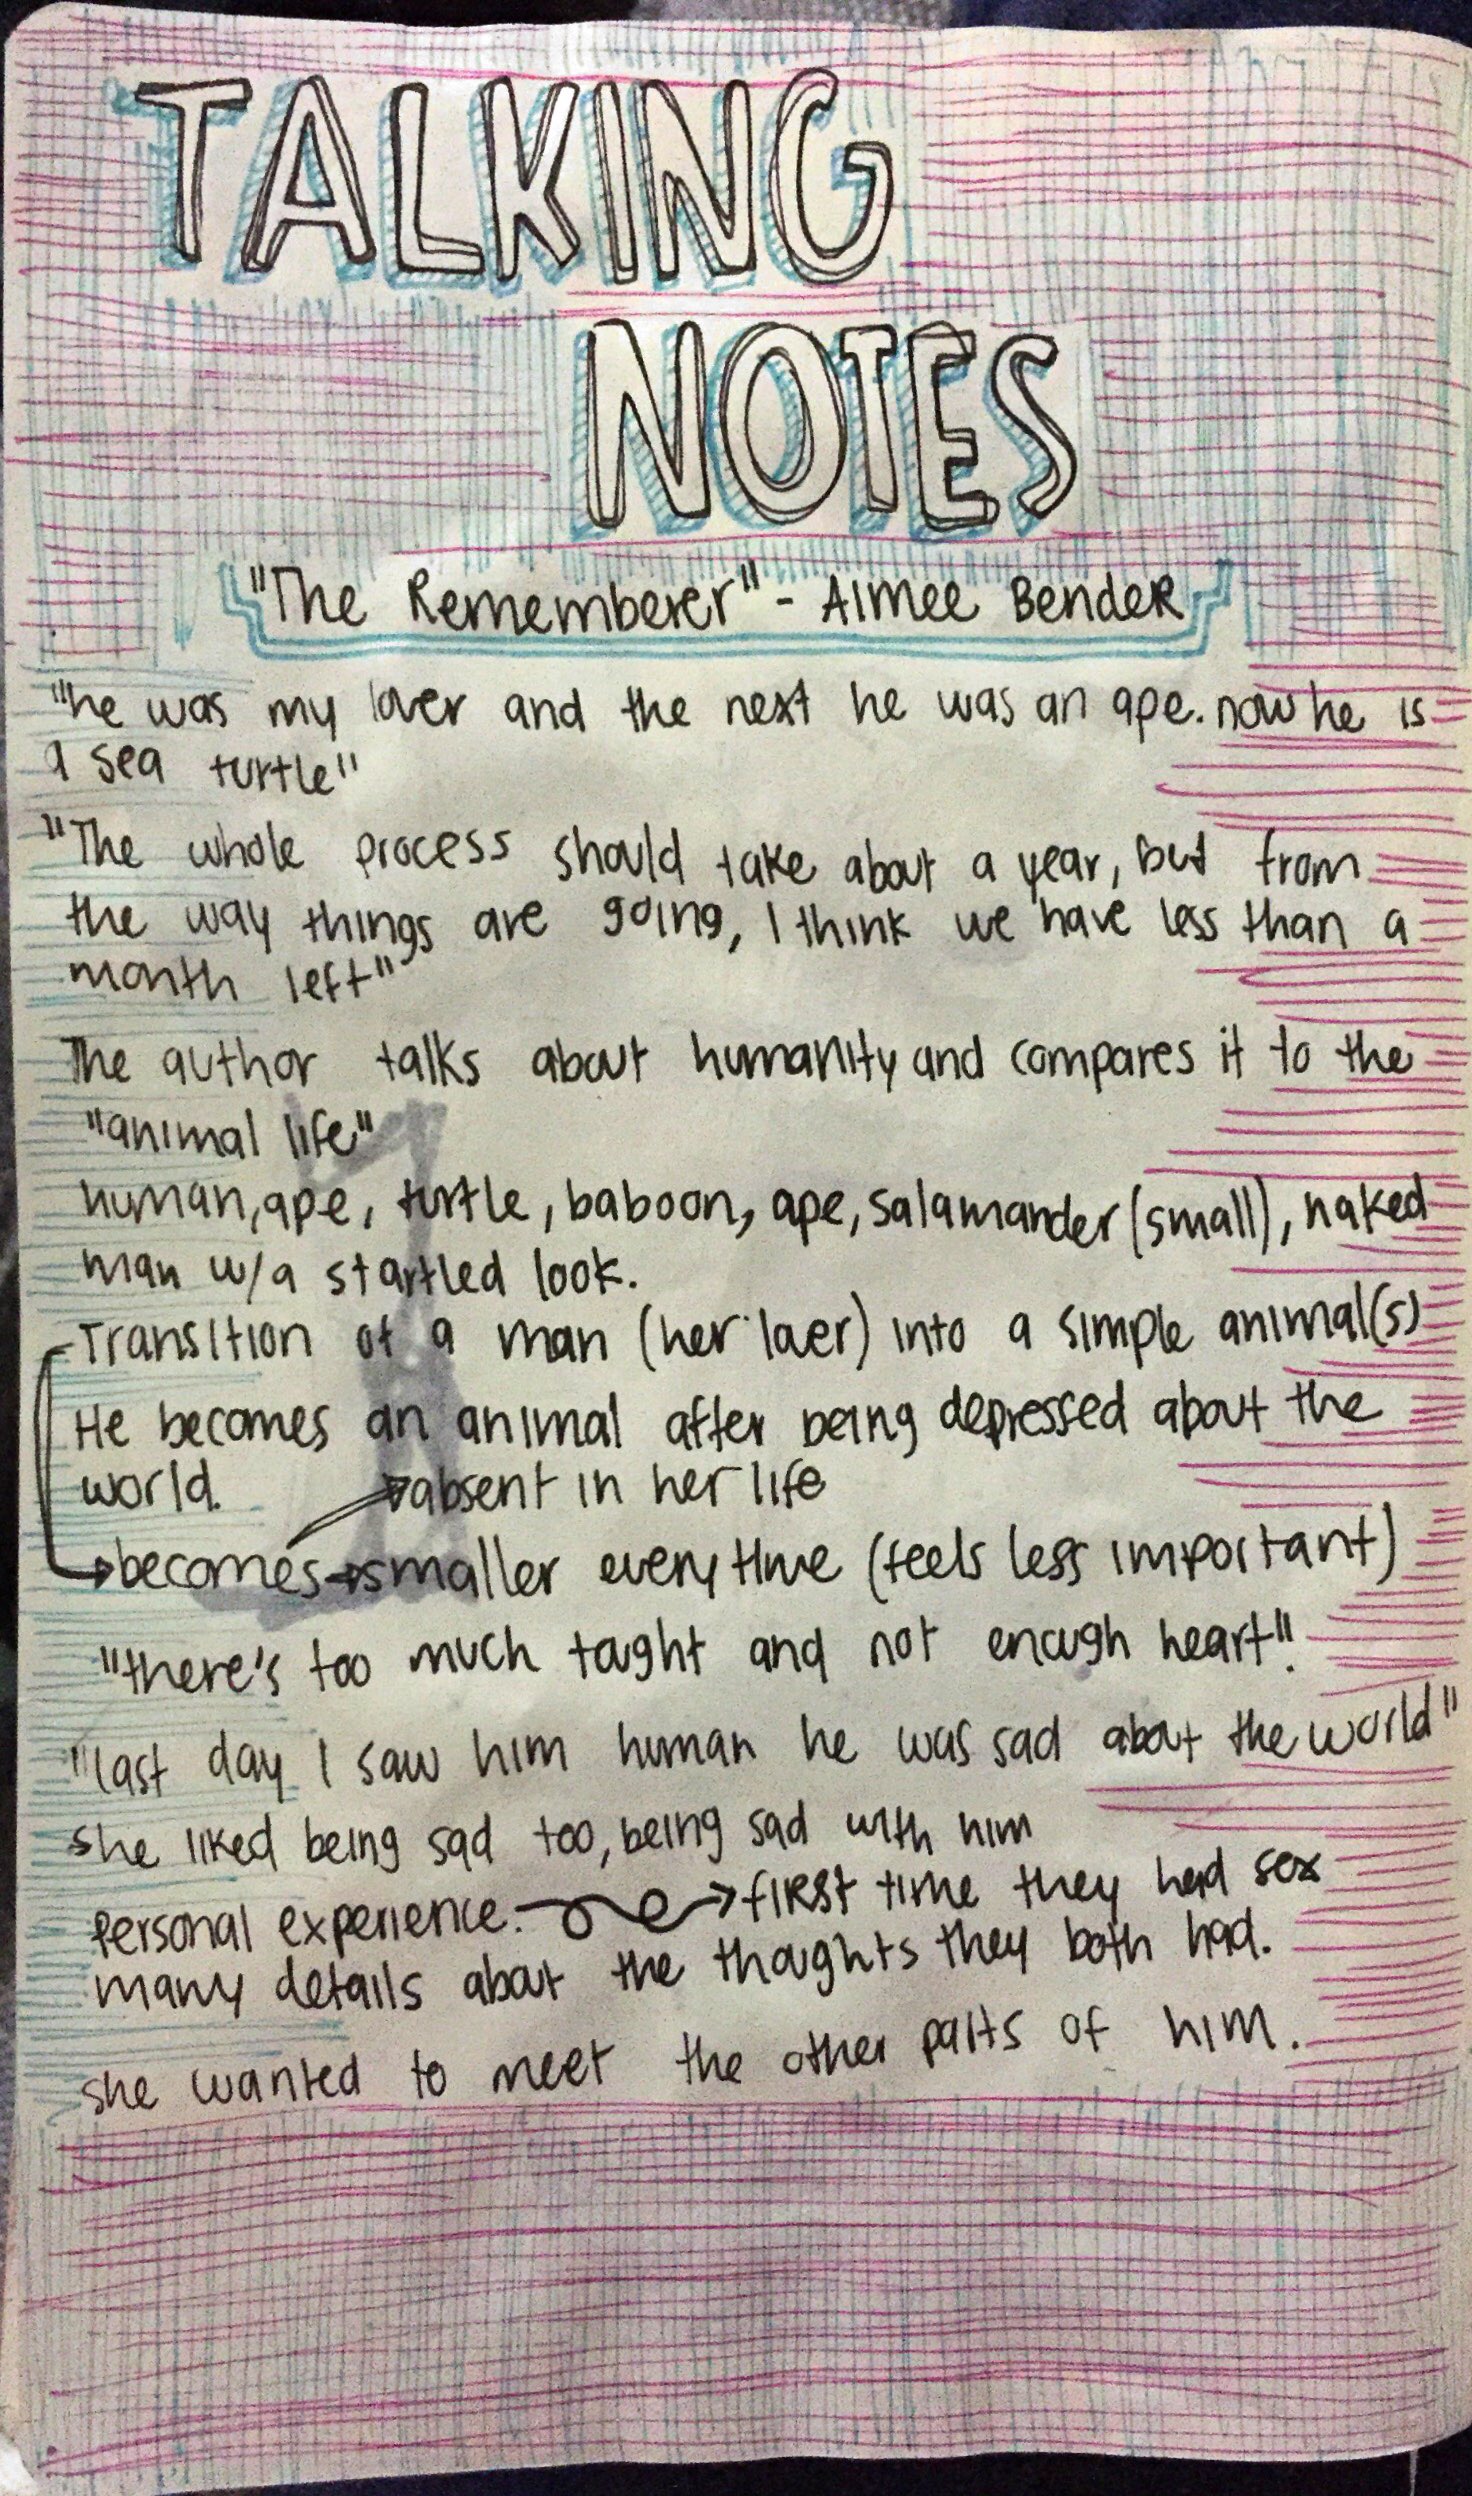 TALKING
NOTES
"The Rememberer" - Aimee Bender
"he was my lover and the next he was an ape. now he is
a sea turtle"
"The whole process should take about a year, but from
the way things are going, I think we have less than a
month left"
The author talks about humanity and compares it to the
"animal life"
human, ape, turtle, baboon, ape, salamander (small), naked
man w/a startled look.
Transition of a man (her lover) into a simple animal(s)
He becomes an animal after being depressed about the
world. →absent in her life
→becomes→smaller every time (feels less important)
"there's too much tought and not enough heart".
"last day I saw him human he was sad about the world"
she liked being sad too, being sad with him
Personal experience. → first time they had sex
many details about the thoughts they both had.
she wanted to meet the other parts of him.